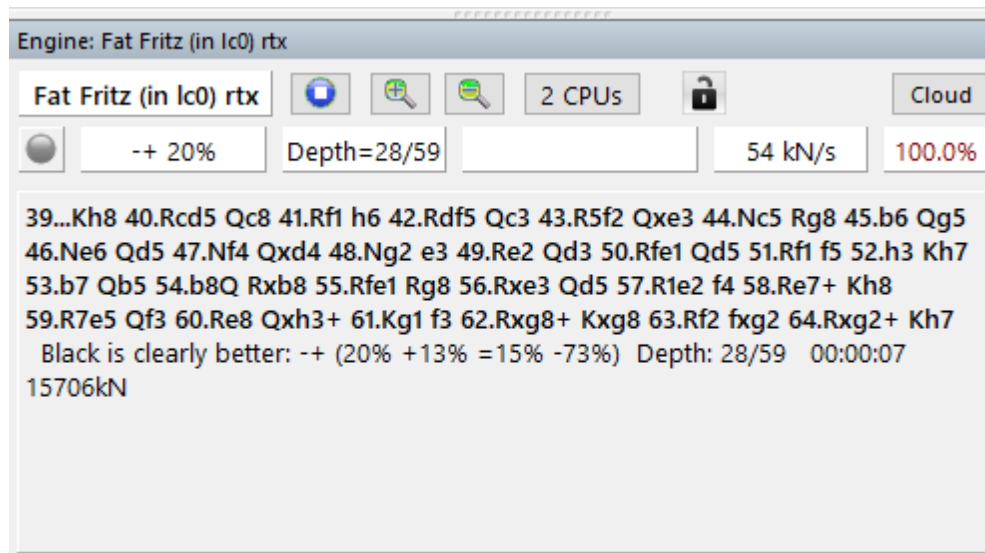 Engine: Fat Fritz (in lc0) rtx
Fat Fritz (in lc0) rtx 2 CPUs Cloud
-+ 20% Depth=28/59 54 kN/s 100.0%
39...Kh8 40.Rcd5 Qc8 41.Rf1 h6 42.Rdf5 Qc3 43.R5f2 Qxe3 44.Nc5 Rg8 45.b6 Qg5
46.Ne6 Qd5 47.Nf4 Qxd4 48.Ng2 e3 49.Re2 Qd3 50.Rfe1 Qd5 51.Rf1 f5 52.h3 Kh7
53.b7 Qb5 54.b8Q Rxb8 55.Rfe1 Rg8 56.Rxe3 Qd5 57.R1e2 f4 58.Re7+ Kh8
59.R7e5 Qf3 60.Re8 Qxh3+ 61.Kg1 f3 62.Rxg8+ Kxg8 63.Rf2 fxg2 64.Rxg2+ Kh7
Black is clearly better: -+ (20% +13% =15% -73%) Depth: 28/59 00:00:07
15706kN